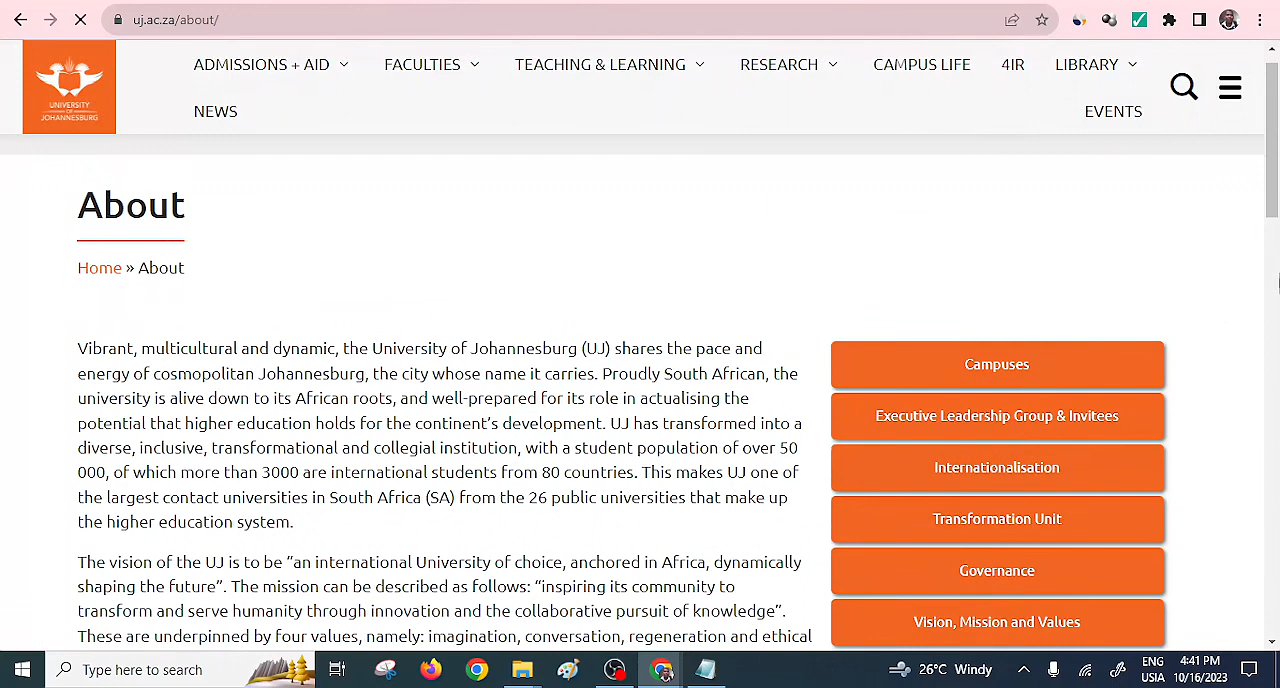 uj.ac.za/about/
ADMISSIONS + AID FACULTIES TEACHING & LEARNING RESEARCH CAMPUS LIFE 4IR LIBRARY
NEWS EVENTS
UNIVERSITY
OF
JOHANNESBURG
About
Home » About
Vibrant, multicultural and dynamic, the University of Johannesburg (UJ) shares the pace and
energy of cosmopolitan Johannesburg, the city whose name it carries. Proudly South African, the
university is alive down to its African roots, and well-prepared for its role in actualising the
potential that higher education holds for the continent's development. UJ has transformed into a
diverse, inclusive, transformational and collegial institution, with a student population of over 50
000, of which more than 3000 are international students from 80 countries. This makes UJ one of
the largest contact universities in South Africa (SA) from the 26 public universities that make up
the higher education system.
The vision of the UJ is to be “an international University of choice, anchored in Africa, dynamically
shaping the future”. The mission can be described as follows: “inspiring its community to
transform and serve humanity through innovation and the collaborative pursuit of knowledge”.
These are underpinned by four values, namely: imagination, conversation, regeneration and ethical
Campuses
Executive Leadership Group & Invitees
Internationalisation
Transformation Unit
Governance
Vision, Mission and Values
Type here to search
26°C Windy
ENG
USA
4:41 PM
10/16/2023